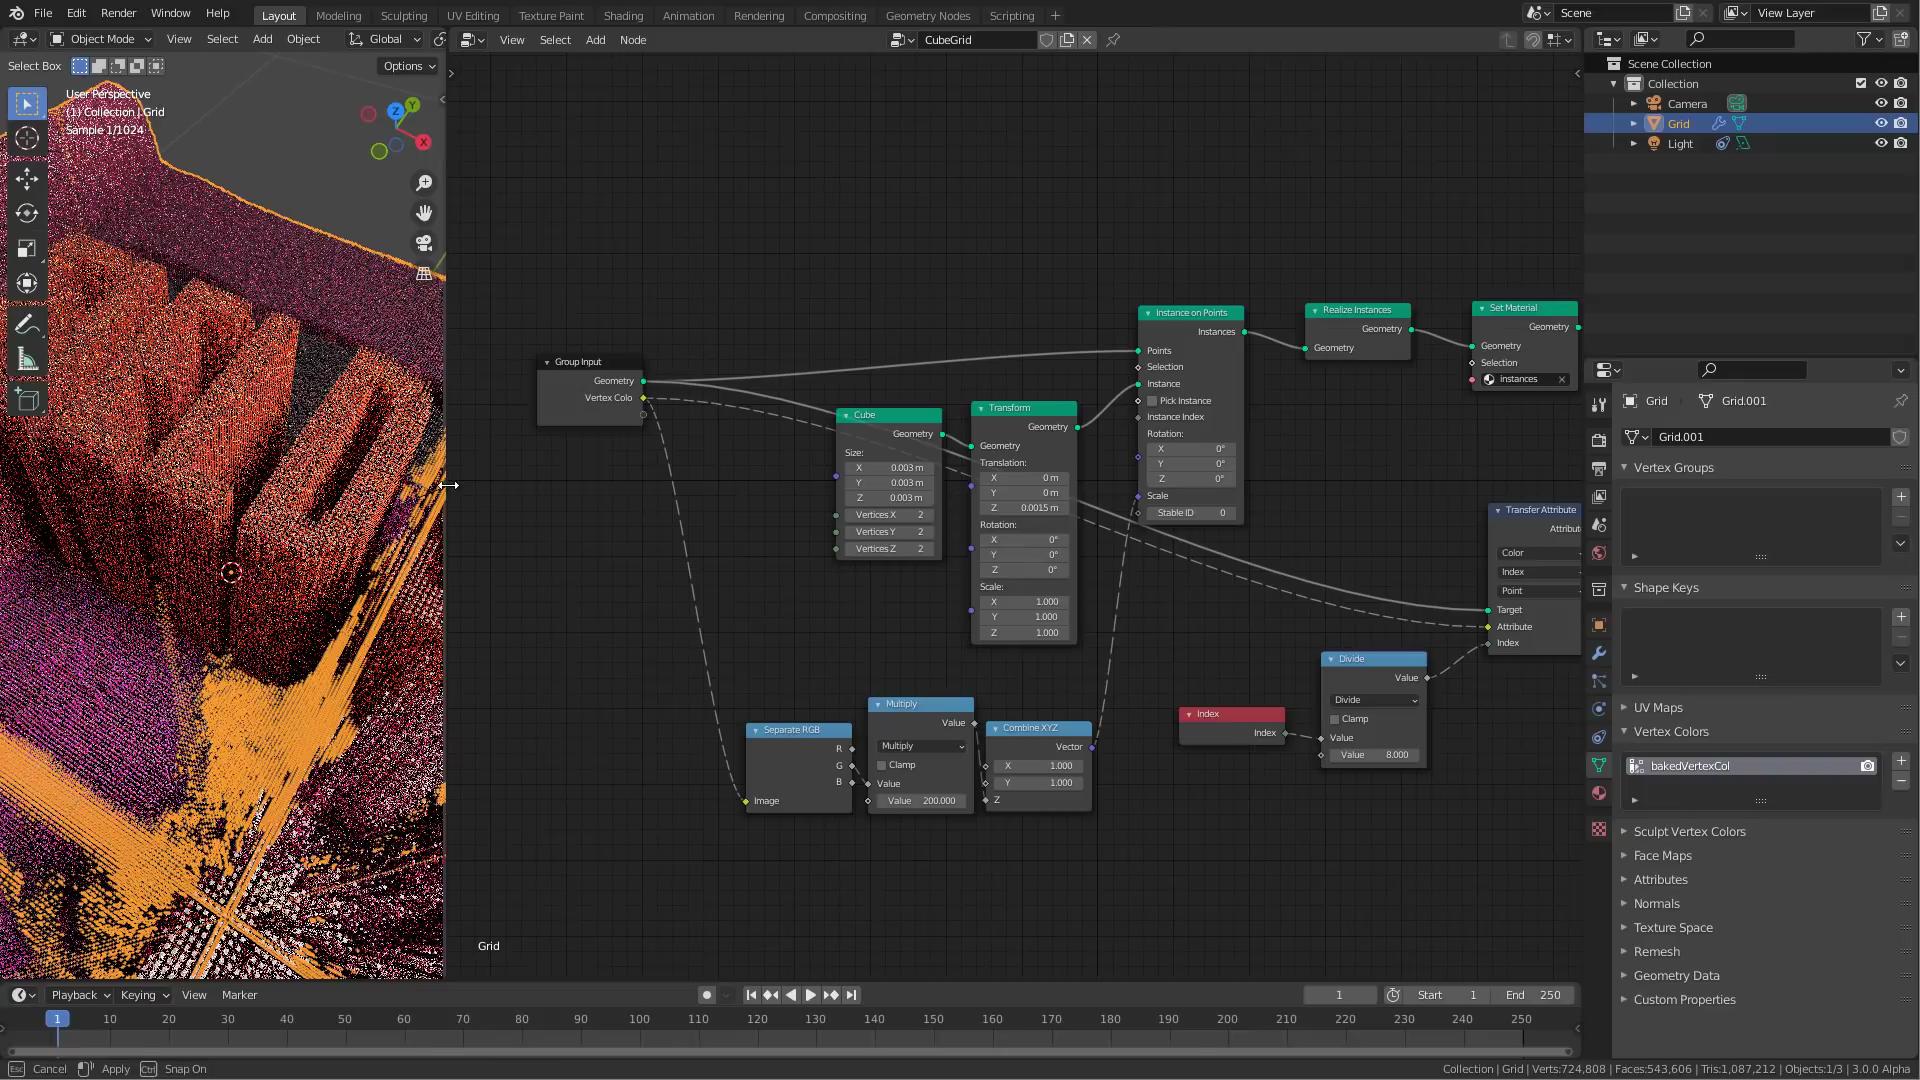 File Edit Render Window Help Layout Modeling Sculpting UV Editing Texture Paint Shading Animation Rendering Compositing Geometry Nodes Scripting + Scene View Layer
Object Mode View Select Add Object Global View Select Add Node CubeGrid
Select Box Options
User Perspective
(1) Collection | Grid
Sample 1/1024
Z
Y
X
Group Input
Geometry
Vertex Colo
Cube
Geometry
Size:
X 0.003 m
Y 0.003 m
Z 0.003 m
Vertices X 2
Vertices Y 2
Vertices Z 2
Transform
Geometry
Geometry
Translation:
X 0 m
Y 0 m
Z 0.0015 m
Rotation:
X 0°
Y 0°
Z 0°
Scale:
X 1.000
Y 1.000
Z 1.000
Instance on Points
Instances
Points
Selection
Instance
Pick Instance
Instance Index
Rotation:
X 0°
Y 0°
Z 0°
Scale
Stable ID 0
Realize Instances
Geometry
Geometry
Set Material
Geometry
Geometry
Selection
instances
Transfer Attribute
Attribut
Color
Index
Point
Target
Attribute
Index
Separate RGB
R
G
B
Image
Multiply
Value
Multiply
Clamp
Value
Value 200.000
Combine XYZ
Vector
X 1.000
Y 1.000
Z
Index
Index
Divide
Value
Divide
Clamp
Value
Value 8.000
Grid
Scene Collection
Collection
Camera
Grid
Light
Grid Grid.001
Grid.001
Vertex Groups
Shape Keys
UV Maps
Vertex Colors
bakedVertexCol
Sculpt Vertex Colors
Face Maps
Attributes
Normals
Texture Space
Remesh
Geometry Data
Custom Properties
Playback Keying View Marker 1 Start 1 End 250
1 10 20 30 40 50 60 70 80 90 100 110 120 130 140 150 160 170 180 190 200 210 220 230 240 250
Esc Cancel Apply Ctrl Snap On Collection | Grid | Verts:724,808 | Faces:543,606 | Tris:1,087,212 | Objects:1/3 | 3.0.0 Alpha